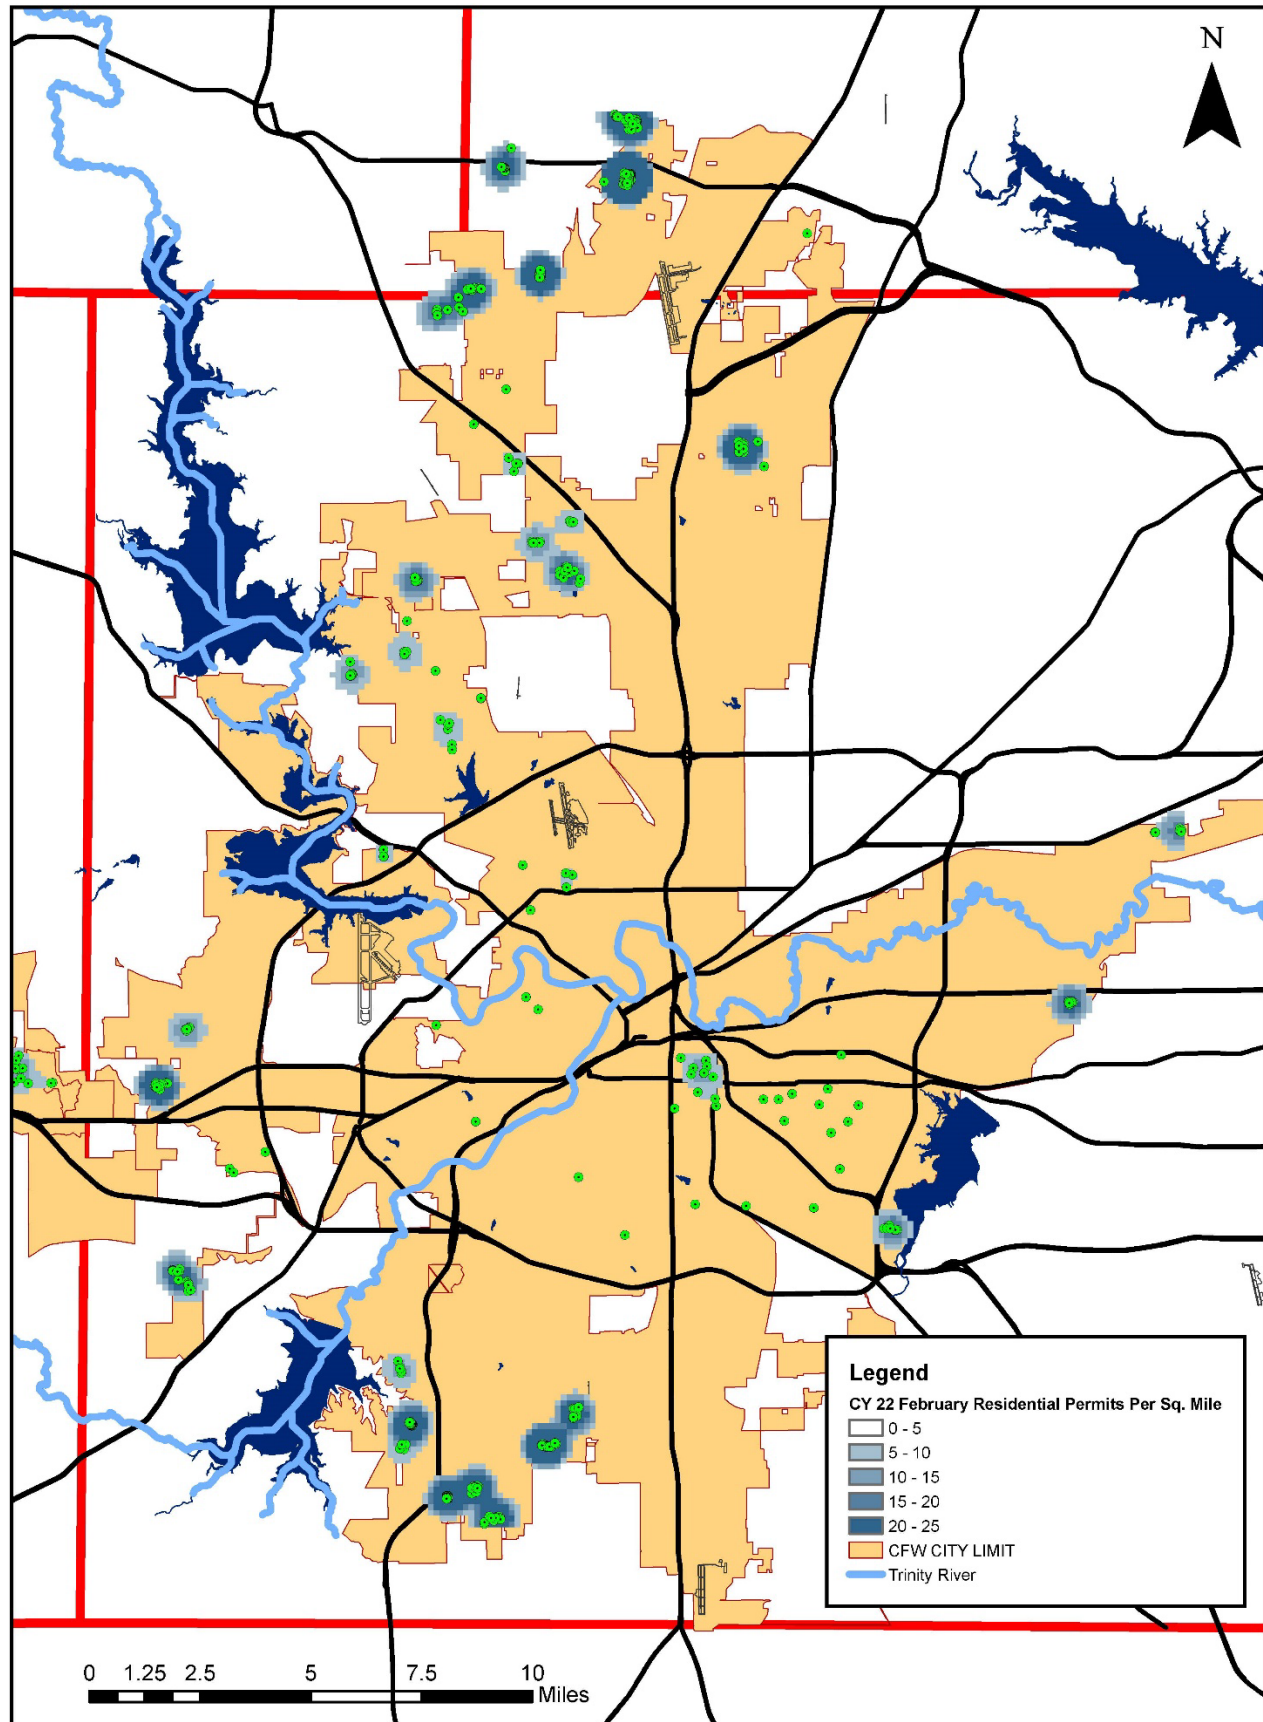 N
Legend
CY 22 February Residential Permits Per Sq. Mile
0 - 5
5 - 10
10 - 15
15 - 20
20 - 25
CFW CITY LIMIT
Trinity River
0 1.25 2.5 5 7.5 10
Miles